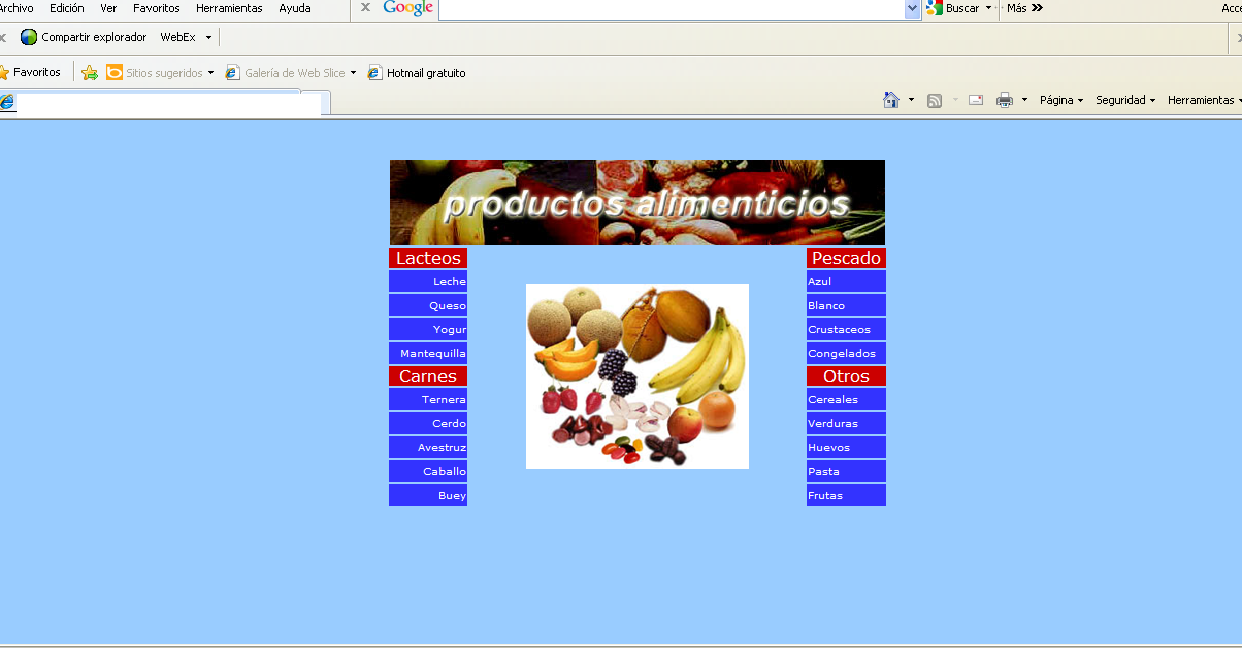 Archivo Edición Ver Favoritos Herramientas Ayuda x Google Buscar Más
x Compartir explorador WebEx x
Favoritos Sitios sugeridos Galería de Web Slice Hotmail gratuito
Página Seguridad Herramientas
productos alimenticios
Lacteos
Leche
Queso
Yogur
Mantequilla
Carnes
Ternera
Cerdo
Avestruz
Caballo
Buey
Pescado
Azul
Blanco
Crustaceos
Congelados
Otros
Cereales
Verduras
Huevos
Pasta
Frutas